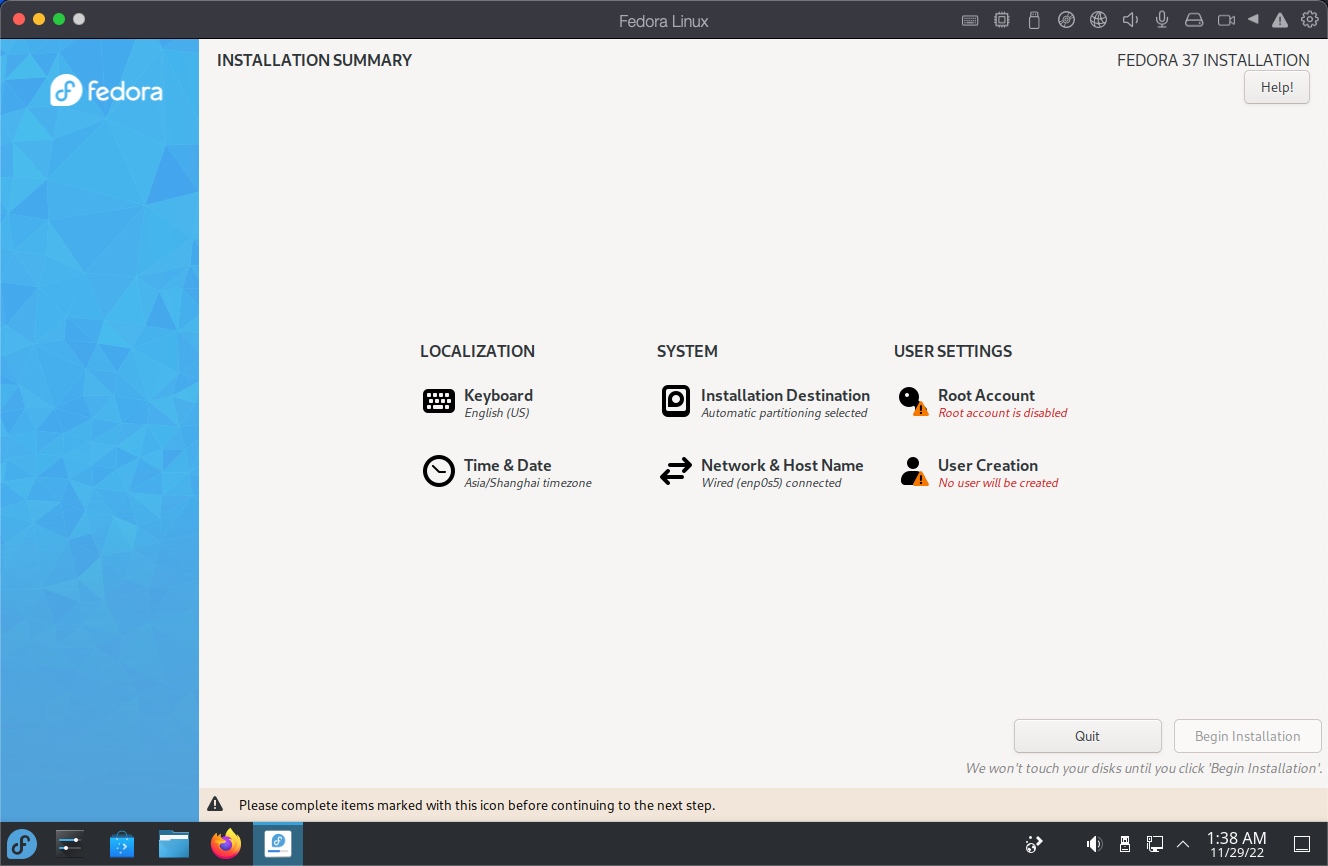 Fedora Linux
fedora
INSTALLATION SUMMARY
FEDORA 37 INSTALLATION
Help!
LOCALIZATION
Keyboard
English (US)
Time & Date
Asia/Shanghai timezone
SYSTEM
Installation Destination
Automatic partitioning selected
Network & Host Name
Wired (enp0s5) connected
USER SETTINGS
Root Account
Root account is disabled
User Creation
No user will be created
Quit
Begin Installation
We won't touch your disks until you click 'Begin Installation'.
Please complete items marked with this icon before continuing to the next step.
1:38 AM
11/29/22